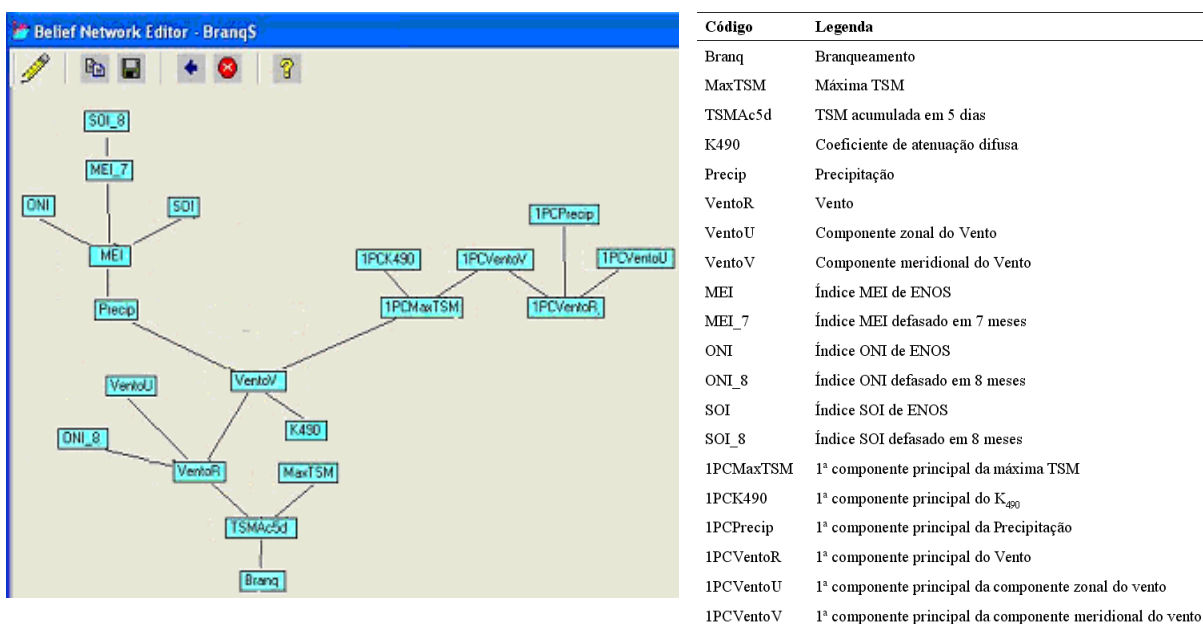 Belief Network Editor - BranqS
SOI_8
MEI_7
ONI
SOI
MEI
Precip
1PCPrecip
1PCK490
1PCVentoV
1PCVentoU
1PCMaxTSM
1PCVentoR
VentoU
VentoV
ONI_8
K490
VentoR
MaxTSM
TSMAc5d
Branq
Código Legenda
Branq Branqueamento
MaxTSM Máxima TSM
TSMAc5d TSM acumulada em 5 dias
K490 Coeficiente de atenuação difusa
Precip Precipitação
VentoR Vento
VentoU Componente zonal do Vento
VentoV Componente meridional do Vento
MEI Índice MEI de ENOS
MEI_7 Índice MEI defasado em 7 meses
ONI Índice ONI de ENOS
ONI_8 Índice ONI defasado em 8 meses
SOI Índice SOI de ENOS
SOI_8 Índice SOI defasado em 8 meses
1PCMaxTSM 1ª componente principal da máxima TSM
1PCK490 1ª componente principal do K490
1PCPrecip 1ª componente principal da Precipitação
1PCVentoR 1ª componente principal do Vento
1PCVentoU 1ª componente principal da componente zonal do vento
1PCVentoV 1ª componente principal da componente meridional do vento